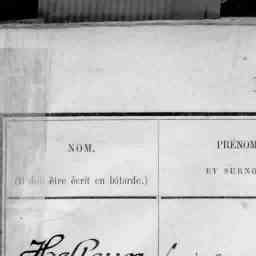 NOM.
PRÉNOM
ET SURNO
(Il doit être écrit en bâtarde.)